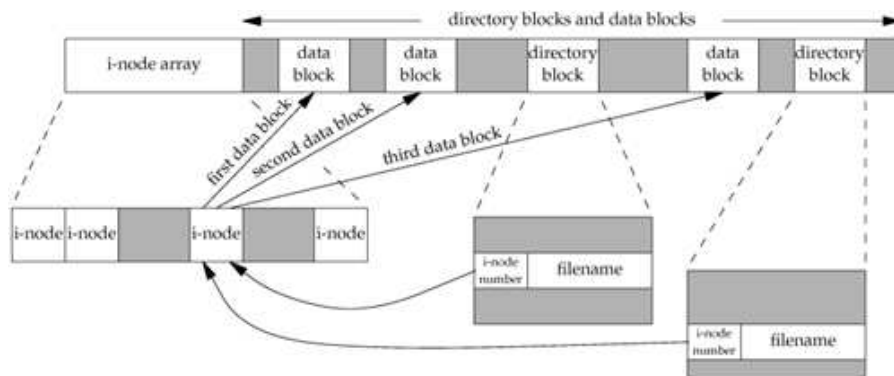 directory blocks and data blocks
i-node array
data
block
data
block
directory
block
data
block
directory
block
first data block
second data block
third data block
i-node
i-node
i-node
i-node
i-node
number
filename
i-node
number
filename